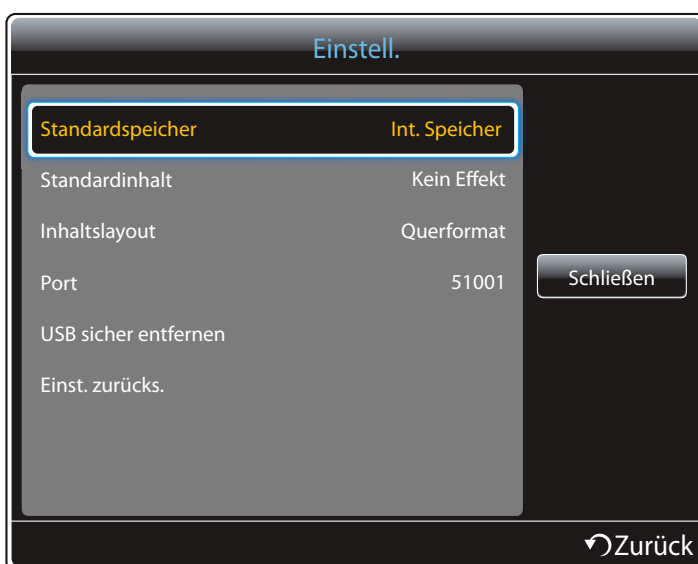 Einstell.
Standardspeicher Int. Speicher
Standardinhalt Kein Effekt
Inhaltslayout Querformat
Port 51001
Schließen
USB sicher entfernen
Einst. zurücks.
Zurück